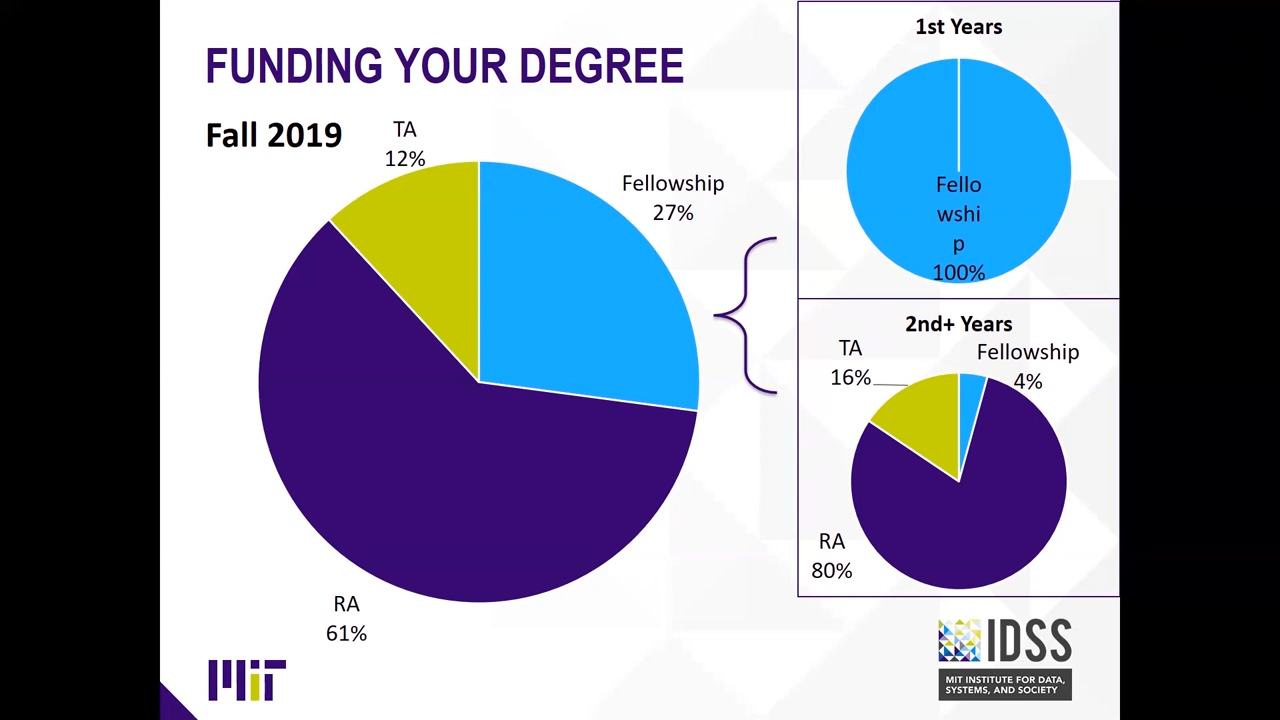 FUNDING YOUR DEGREE
Fall 2019
TA
12%
Fellowship
27%
RA
61%
1st Years
Fello
wshi
p
100%
2nd+ Years
TA
16%
Fellowship
4%
RA
80%
MIT
IDSS
MIT INSTITUTE FOR DATA,
SYSTEMS, AND SOCIETY